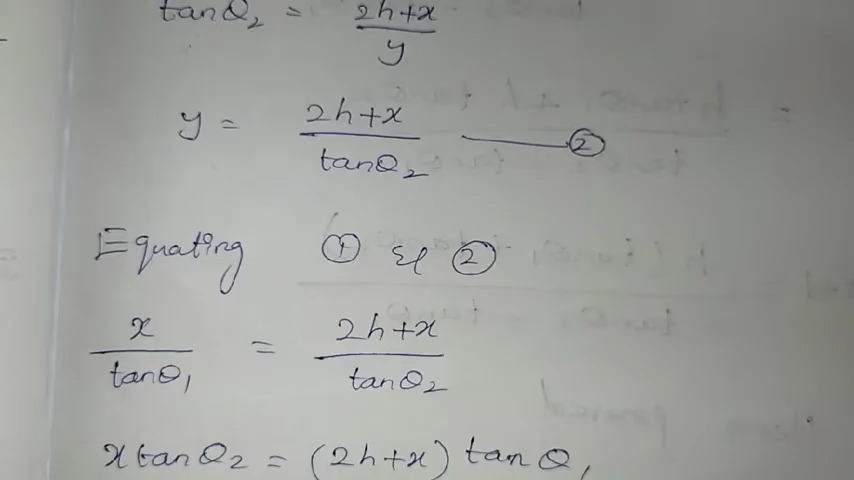 tanθ₂ = (2h+x)/y
y = (2h+x)/tanθ₂ —— ②
Equating ① & ②
x/tanθ₁ = (2h+x)/tanθ₂
x tanθ₂ = (2h+x) tanθ₁